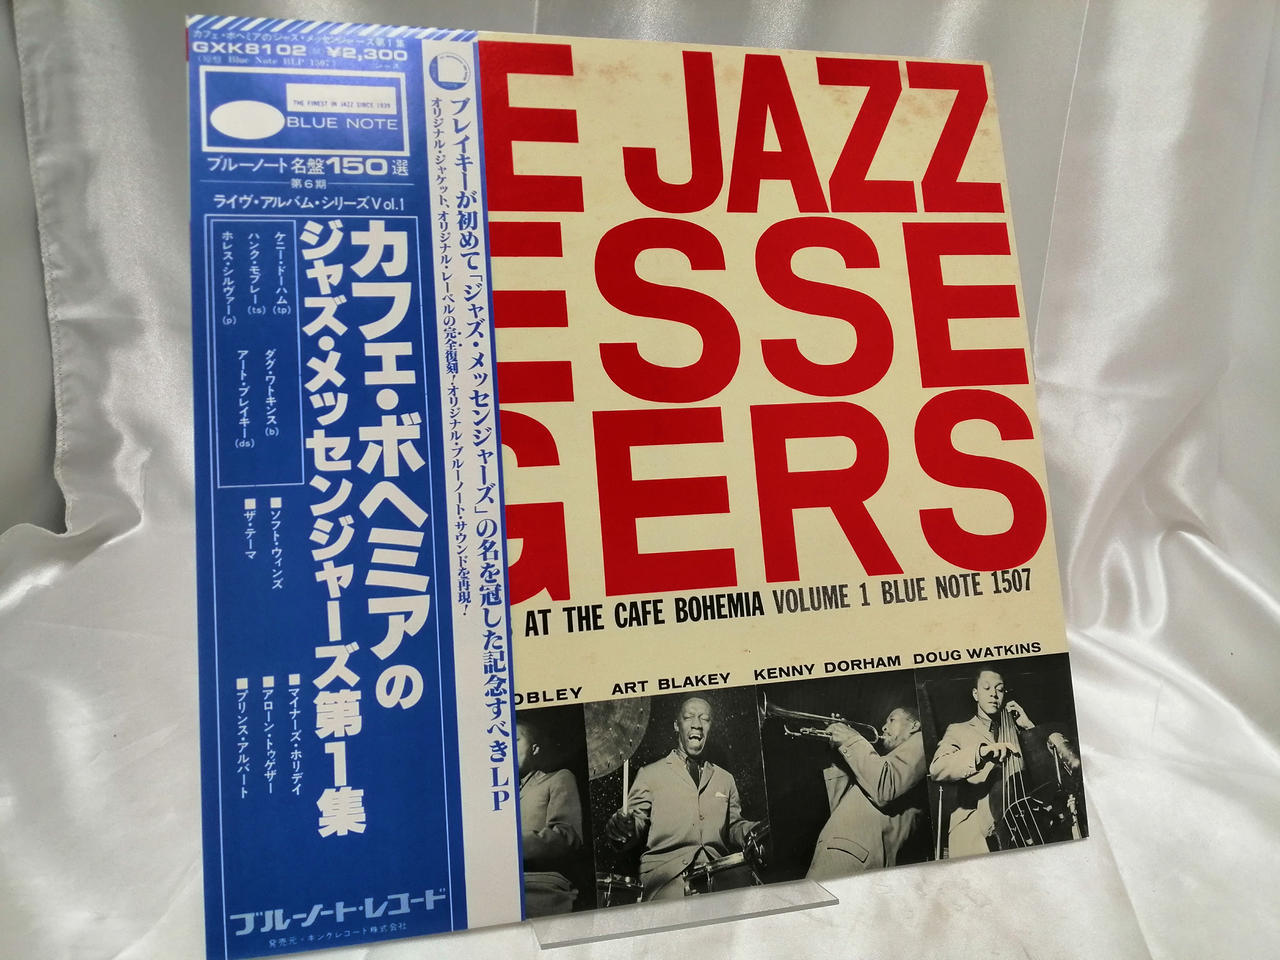 カフェ・ボヘミアのジャズ・メッセンジャーズ第1集
GXK8102 ¥2,300
(原盤 Blue Note BLP 1507)
THE FINEST IN JAZZ SINCE 1939
BLUE NOTE
ブルーノート名盤150選
第6期
ライヴ・アルバム・シリーズVol.1
カフェ・ボヘミアの
ジャズ・メッセンジャーズ第1集
ケニー・ドーハム(tp)
ハンク・モブレー(ts)
ホレス・シルヴァー(p)
ダグ・ワトキンス(b)
アート・ブレイキー(ds)
■ソフト・ウィンズ
■ザ・テーマ
■マイナーズ・ホリデイ
■アローン・トゥゲザー
■プリンス・アルバート
ブルーノート・レコード
発売元・キングレコード株式会社
ブレイキーが初めて「ジャズ・メッセンジャーズ」の名を冠した記念すべきLP
オリジナル・ジャケット、オリジナル・レーベルの完全復刻!オリジナル・ブルーノート・サウンドを再現!
E JAZZ
ESSE
GERS
AT THE CAFE BOHEMIA VOLUME 1 BLUE NOTE 1507
OBLEY ART BLAKEY KENNY DORHAM DOUG WATKINS